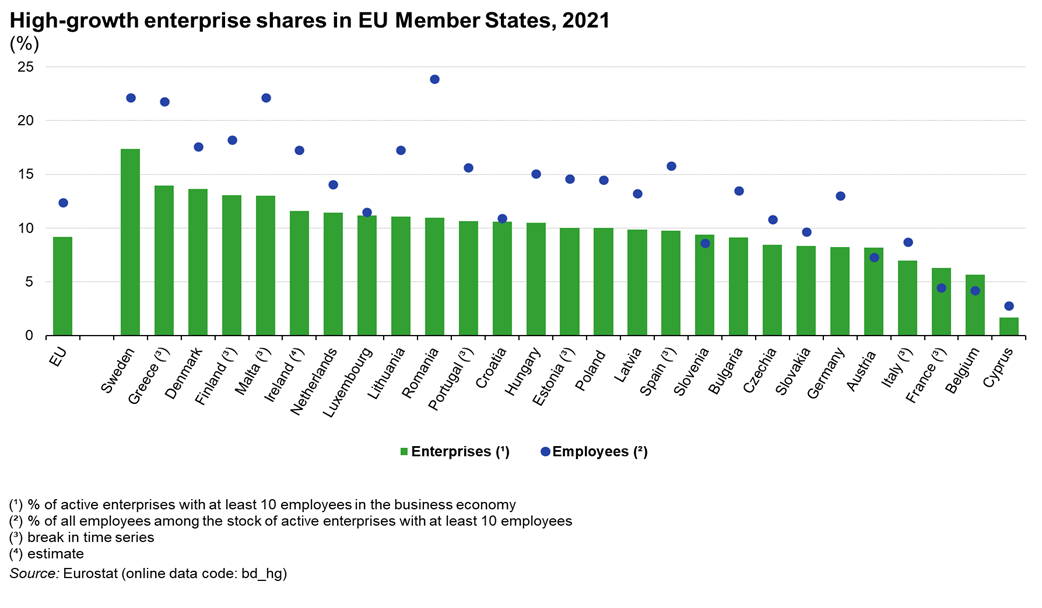 High-growth enterprise shares in EU Member States, 2021
(%)
25
20
15
10
5
0
EU
Sweden
Greece (³)
Denmark
Finland (³)
Malta (³)
Ireland (⁴)
Netherlands
Luxembourg
Lithuania
Romania
Portugal (³)
Croatia
Hungary
Estonia (³)
Poland
Latvia
Spain (³)
Slovenia
Bulgaria
Czechia
Slovakia
Germany
Austria
Italy (³)
France (³)
Belgium
Cyprus
Enterprises (¹)
Employees (²)
(¹) % of active enterprises with at least 10 employees in the business economy
(²) % of all employees among the stock of active enterprises with at least 10 employees
(³) break in time series
(⁴) estimate
Source: Eurostat (online data code: bd_hg)